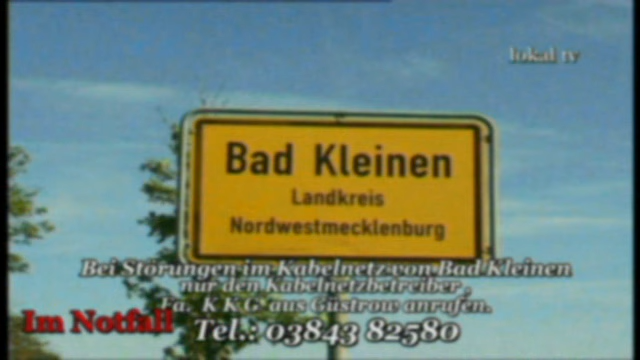 lokal tv
Bad Kleinen
Landkreis
Nordwestmecklenburg
Bei Störungen im Kabelnetz von Bad Kleinen
nur den Kabelnetzbetreiber ,
Fa. K K G aus Güstrow anrufen.
Im Notfall
Tel.: 03843 82580